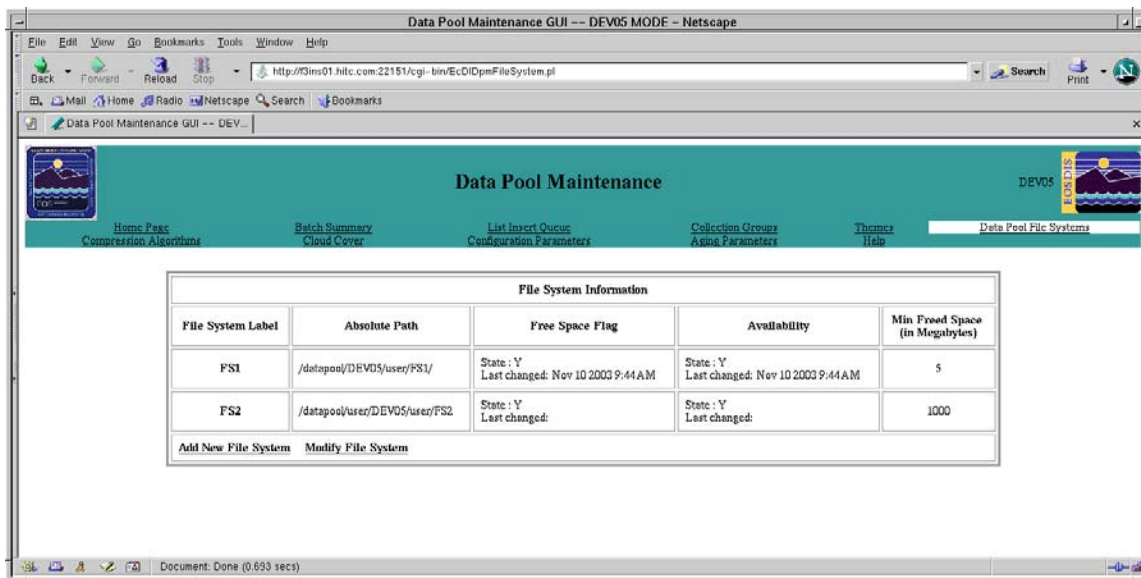 Data Pool Maintenance GUI -- DEV05 MODE - Netscape
File Edit View Go Bookmarks Tools Window Help
Back Forward Reload Stop http://f3ins01.hitc.com:22151/cgi-bin/EcDlDpmFileSystem.pl Search Print N
Mail Home Radio Netscape Search Bookmarks
Data Pool Maintenance GUI -- DEV...
Data Pool Maintenance
DEV05
EOSDIS
Home Page Batch Summary List Insert Queue Collection Groups Themes Data Pool File Systems
Compression Algorithms Cloud Cover Configuration Parameters Aging Parameters Help
File System Information
File System Label Absolute Path Free Space Flag Availability Min Freed Space
(in Megabytes)
FS1 /datapool/DEV05/user/FS1/ State : Y State : Y 5
Last changed: Nov 10 2003 9:44AM Last changed: Nov 10 2003 9:44AM
FS2 /datapool/user/DEV05/user/FS2 State : Y State : Y 1000
Last changed: Last changed:
Add New File System Modify File System
Document: Done (0.693 secs)